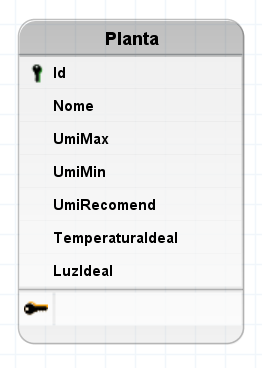 Planta
Id
Nome
UmiMax
UmiMin
UmiRecomend
TemperaturaIdeal
LuzIdeal